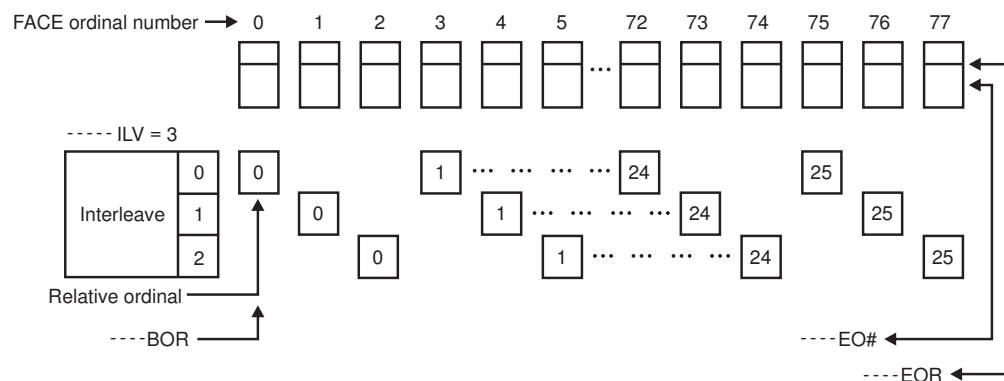 FACE ordinal number 0 1 2 3 4 5 72 73 74 75 76 77
...
----- ILV = 3
Interleave
0 0 1 ... ... ... ... 24 25
1 0 1 ... ... ... ... 24 25
2 0 1 ... ... ... ... 24 25
Relative ordinal
----BOR ----EO#
----EOR